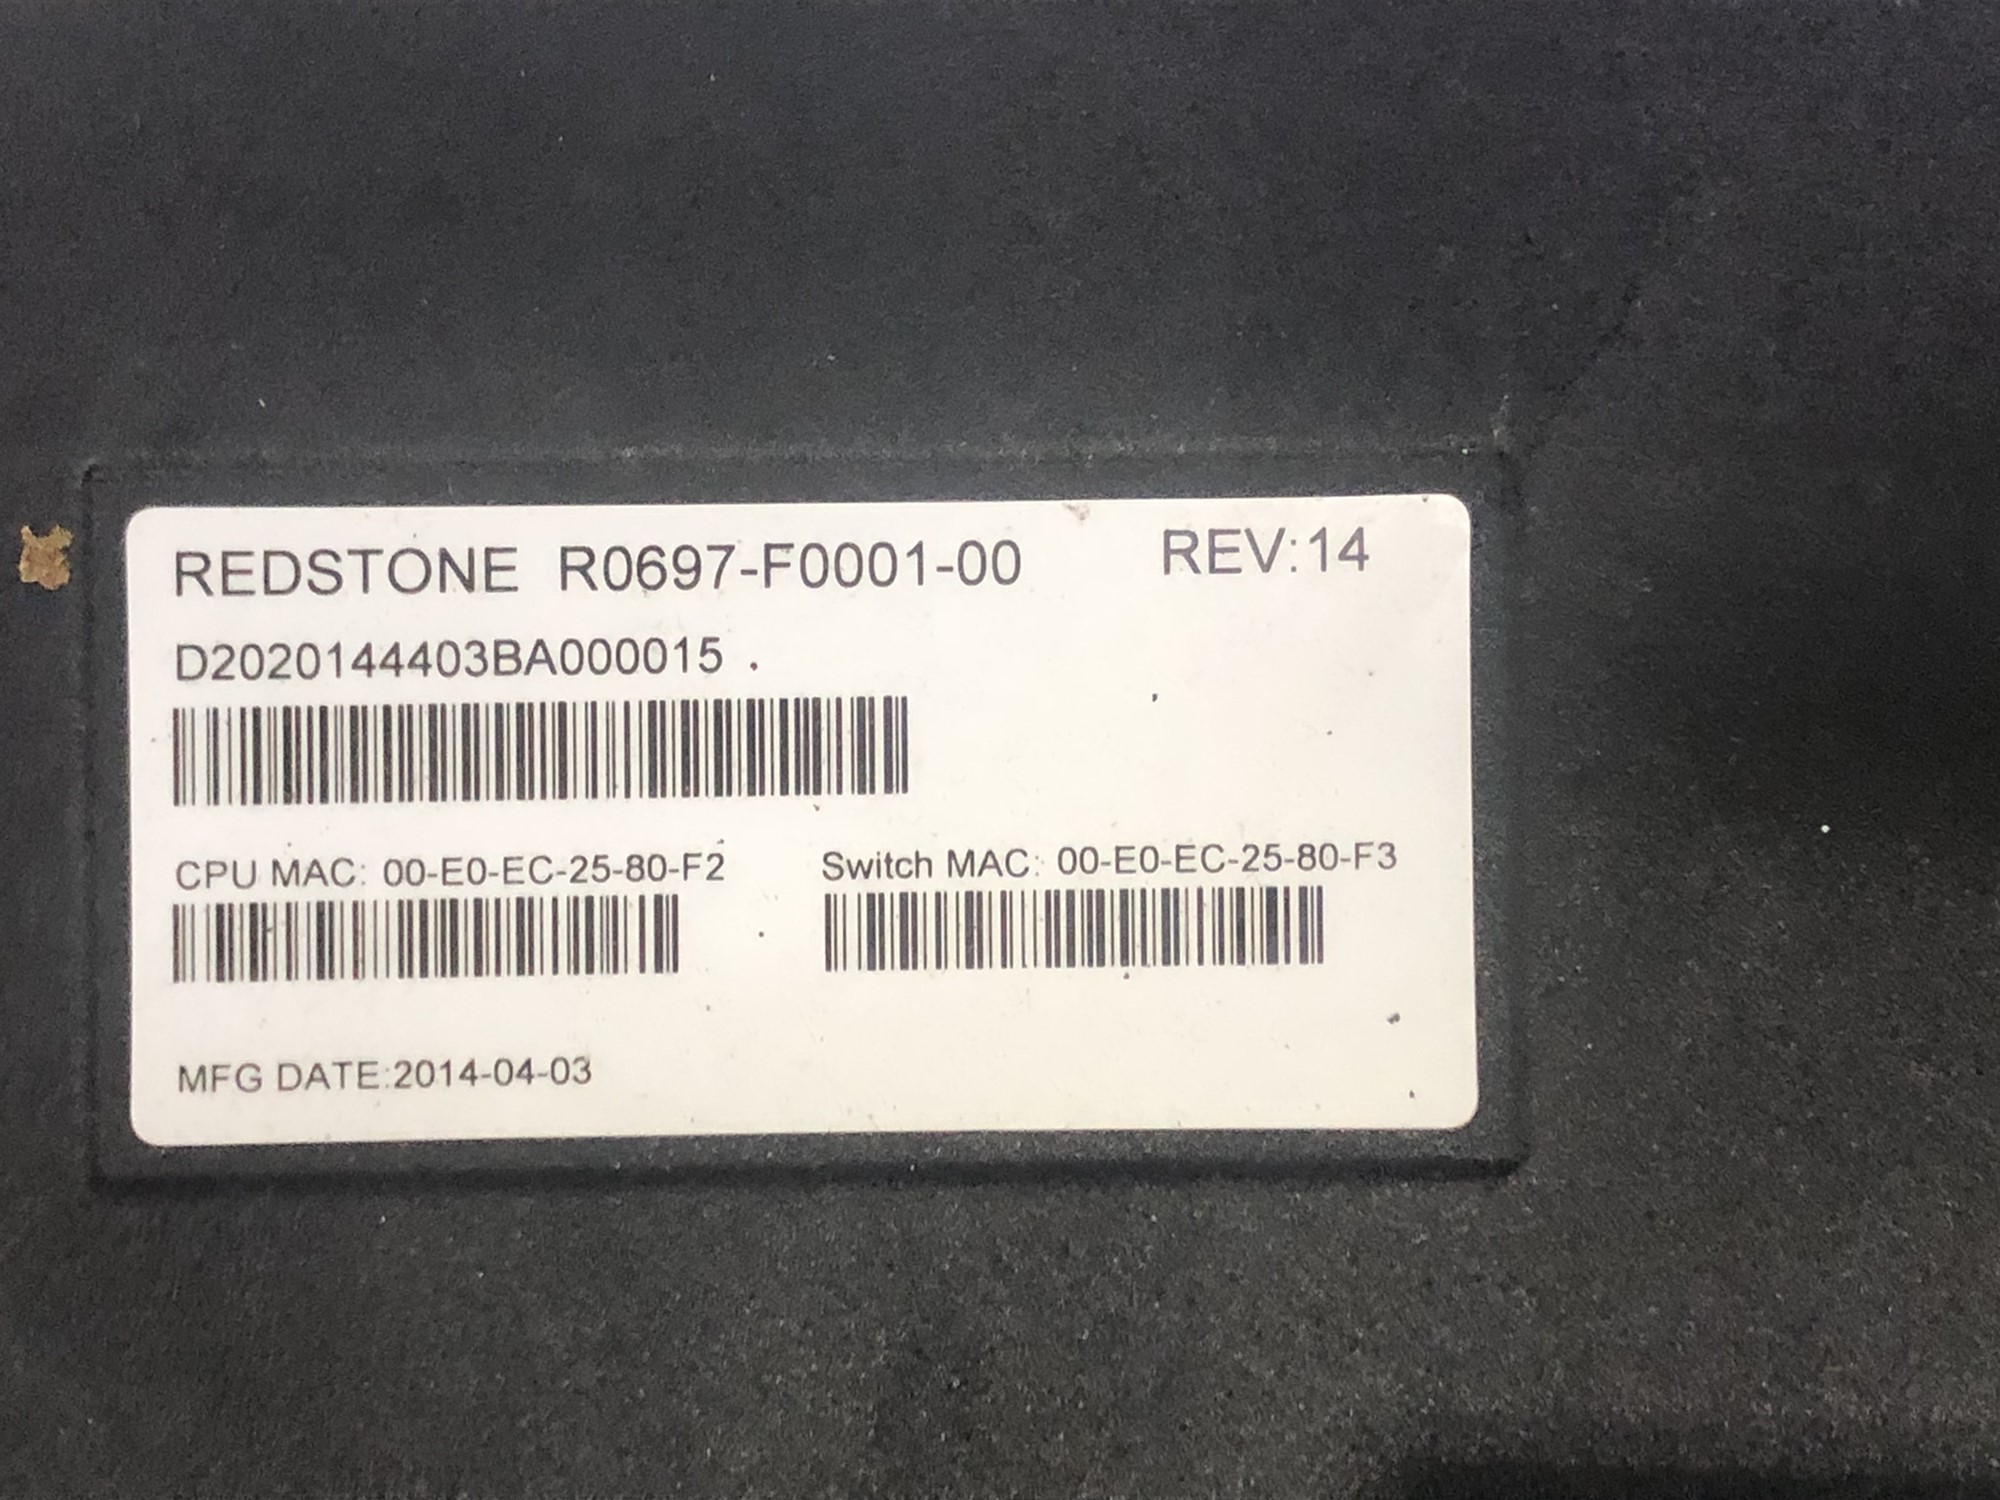 REDSTONE R0697-F0001-00 REV:14
D2020144403BA000015 .
CPU MAC: 00-E0-EC-25-80-F2 Switch MAC: 00-E0-EC-25-80-F3
MFG DATE:2014-04-03